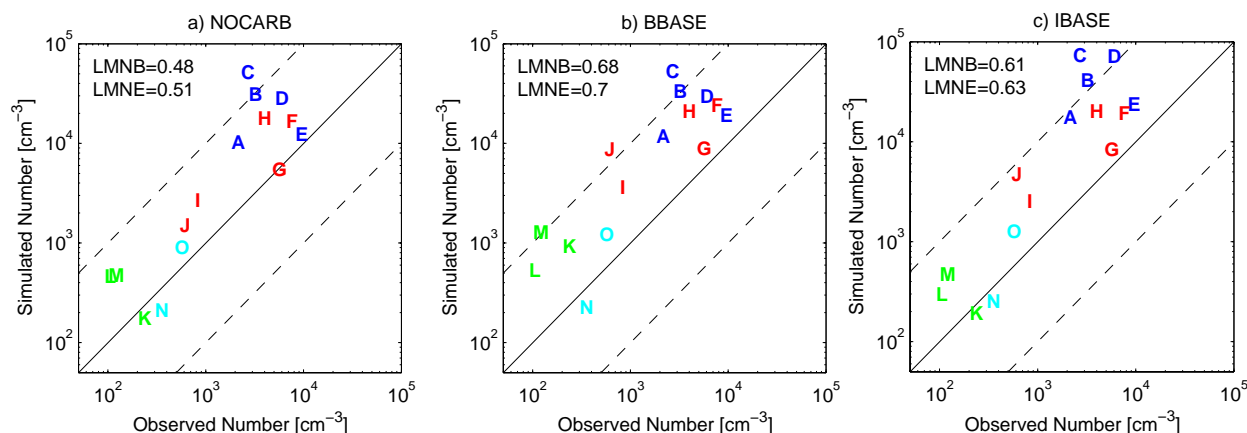 a) NOCARB
LMNB=0.48
LMNE=0.51
Simulated Number [cm⁻³]
10⁵
10⁴
10³
10²
C
B
D
H
F
E
A
G
I
J
O
L
M
K
N
10²
10³
10⁴
10⁵
Observed Number [cm⁻³]
b) BBASE
LMNB=0.68
LMNE=0.7
Simulated Number [cm⁻³]
10⁵
10⁴
10³
10²
C
B
D
F
H
E
A
J
G
I
M
O
K
L
N
10²
10³
10⁴
10⁵
Observed Number [cm⁻³]
c) IBASE
LMNB=0.61
LMNE=0.63
Simulated Number [cm⁻³]
10⁵
10⁴
10³
10²
C
D
B
E
H
F
A
G
J
I
O
M
L
N
K
10²
10³
10⁴
10⁵
Observed Number [cm⁻³]